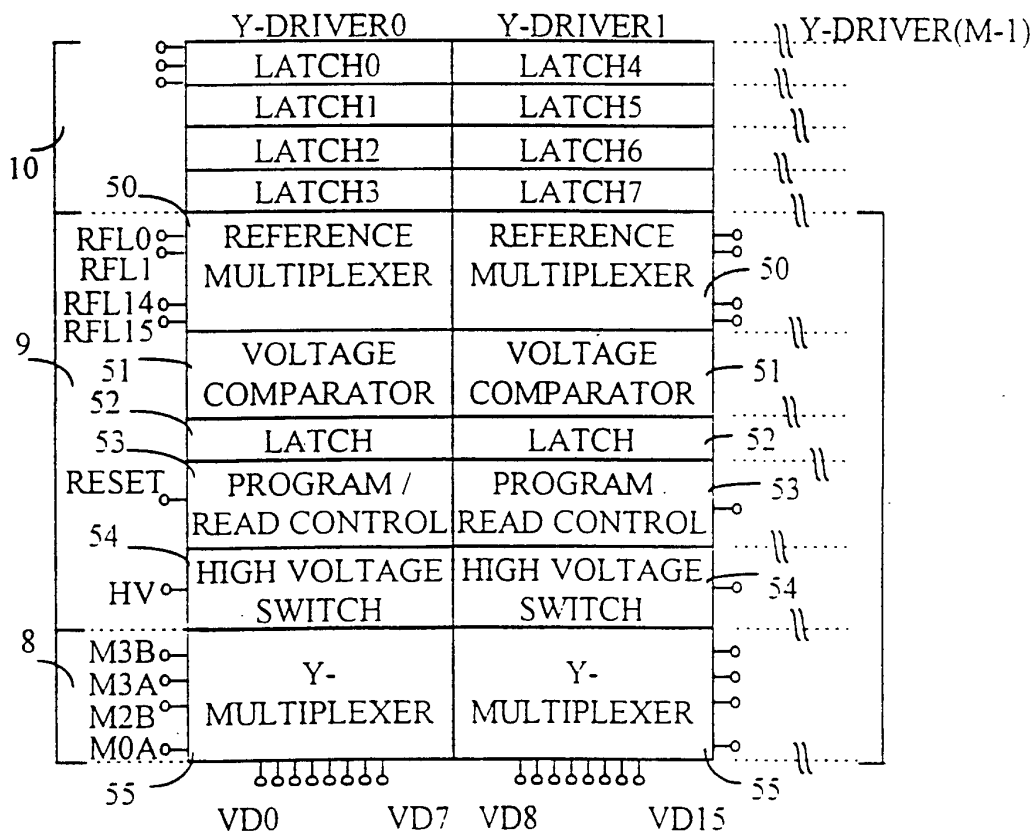 Y-DRIVER0 Y-DRIVER1 Y-DRIVER(M-1)
LATCH0 LATCH4
LATCH1 LATCH5
10
LATCH2 LATCH6
50
LATCH3 LATCH7
RFL0 REFERENCE REFERENCE
RFL1 MULTIPLEXER MULTIPLEXER 50
RFL14
RFL15
9
51 VOLTAGE VOLTAGE
COMPARATOR COMPARATOR 51
52
53 LATCH LATCH 52
RESET PROGRAM / PROGRAM 53
READ CONTROL READ CONTROL
54
HIGH VOLTAGE HIGH VOLTAGE 54
HV SWITCH SWITCH
8
M3B
M3A Y- Y-
M2B MULTIPLEXER MULTIPLEXER
M0A
55 55
VD0 VD7 VD8 VD15